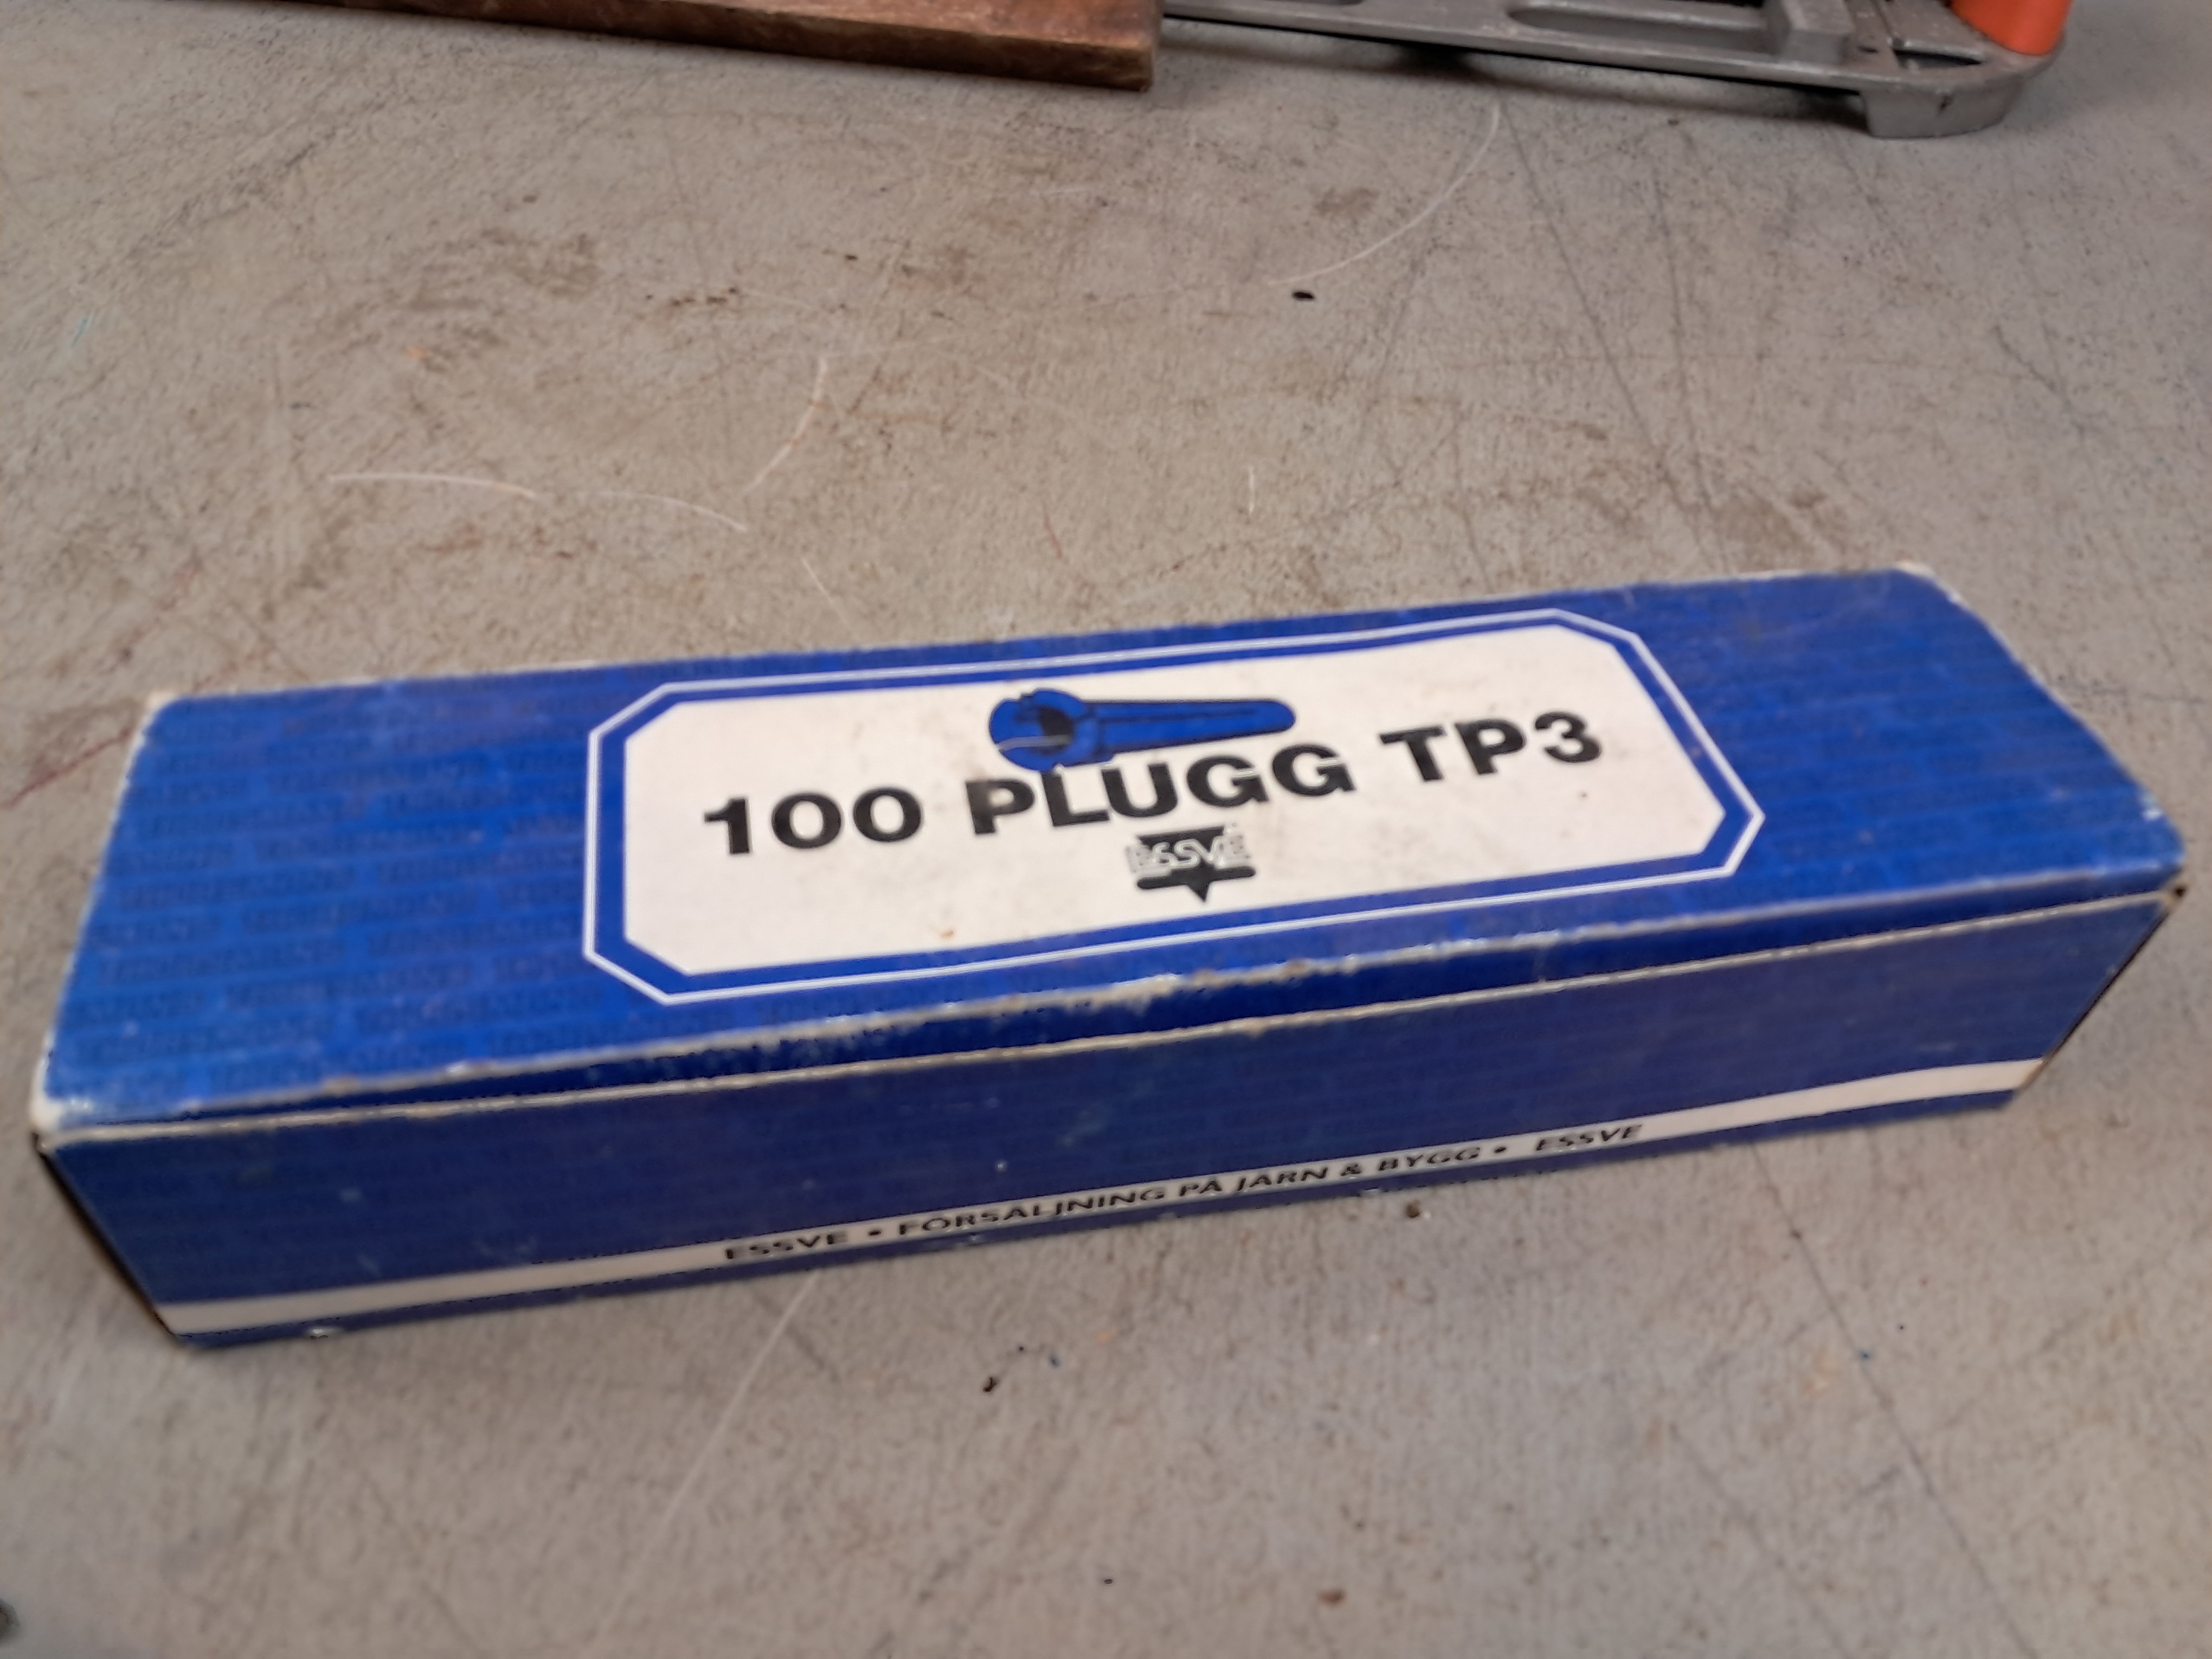 100 PLUGG TP3
ESSVE
ESSVE • FÖRSÄLJNING PÅ JÄRN & BYGG • ESSVE